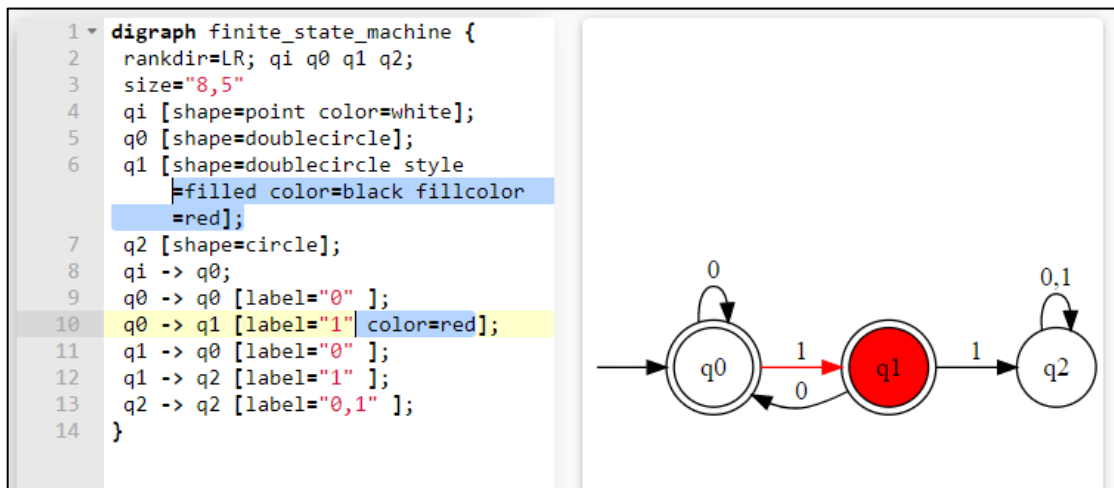 1 digraph finite_state_machine {
2 rankdir=LR; qi q0 q1 q2;
3 size="8,5"
4 qi [shape=point color=white];
5 q0 [shape=doublecircle];
6 q1 [shape=doublecircle style
=filled color=black fillcolor
=red];
7 q2 [shape=circle];
8 qi -> q0;
9 q0 -> q0 [label="0" ];
10 q0 -> q1 [label="1" color=red];
11 q1 -> q0 [label="0" ];
12 q1 -> q2 [label="1" ];
13 q2 -> q2 [label="0,1" ];
14 }
0
0,1
1
1
q0
q1
q2
0